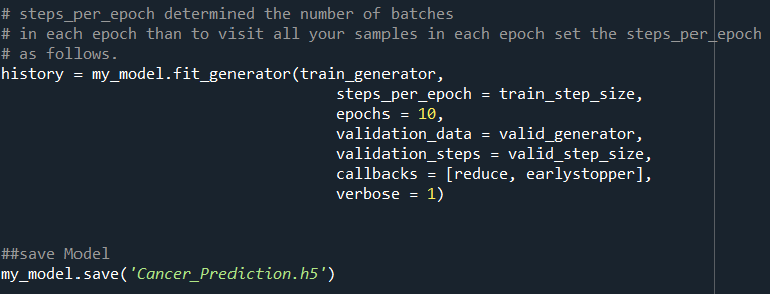 # steps_per_epoch determined the number of batches
# in each epoch than to visit all your samples in each epoch set the steps_per_epoch
# as follows.
history = my_model.fit_generator(train_generator,
                                 steps_per_epoch = train_step_size,
                                 epochs = 10,
                                 validation_data = valid_generator,
                                 validation_steps = valid_step_size,
                                 callbacks = [reduce, earlystopper],
                                 verbose = 1)
##save Model
my_model.save('Cancer_Prediction.h5')